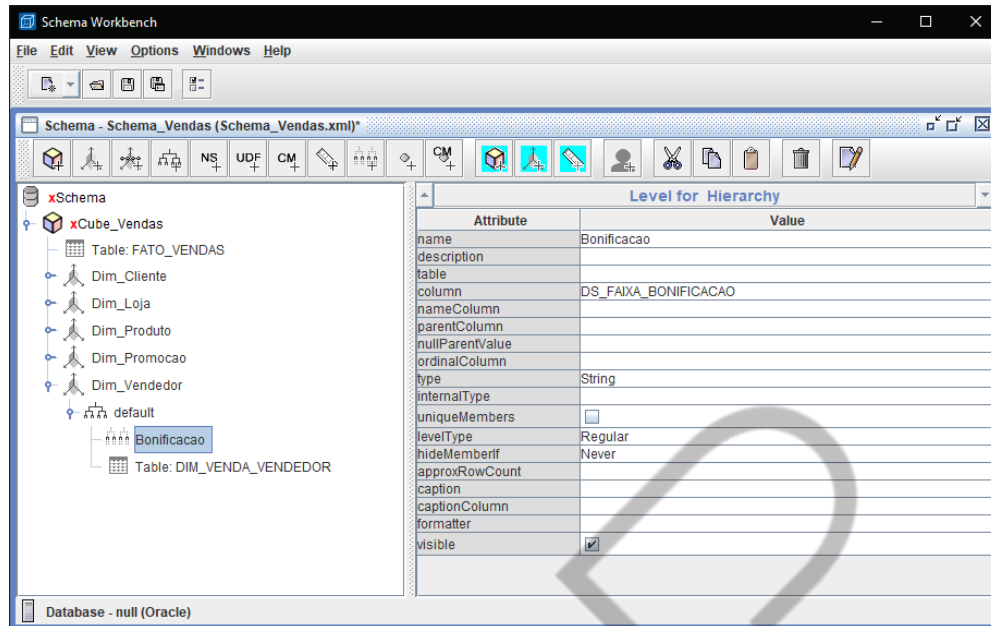 Schema Workbench
File Edit View Options Windows Help
Schema - Schema_Vendas (Schema_Vendas.xml)*
NS UDF CM CM
xSchema
xCube_Vendas
Table: FATO_VENDAS
Dim_Cliente
Dim_Loja
Dim_Produto
Dim_Promocao
Dim_Vendedor
default
Bonificacao
Table: DIM_VENDA_VENDEDOR
Level for Hierarchy
Attribute Value
name Bonificacao
description
table
column DS_FAIXA_BONIFICACAO
nameColumn
parentColumn
nullParentValue
ordinalColumn
type String
internalType
uniqueMembers
levelType Regular
hideMemberIf Never
approxRowCount
caption
captionColumn
formatter
visible
Database - null (Oracle)